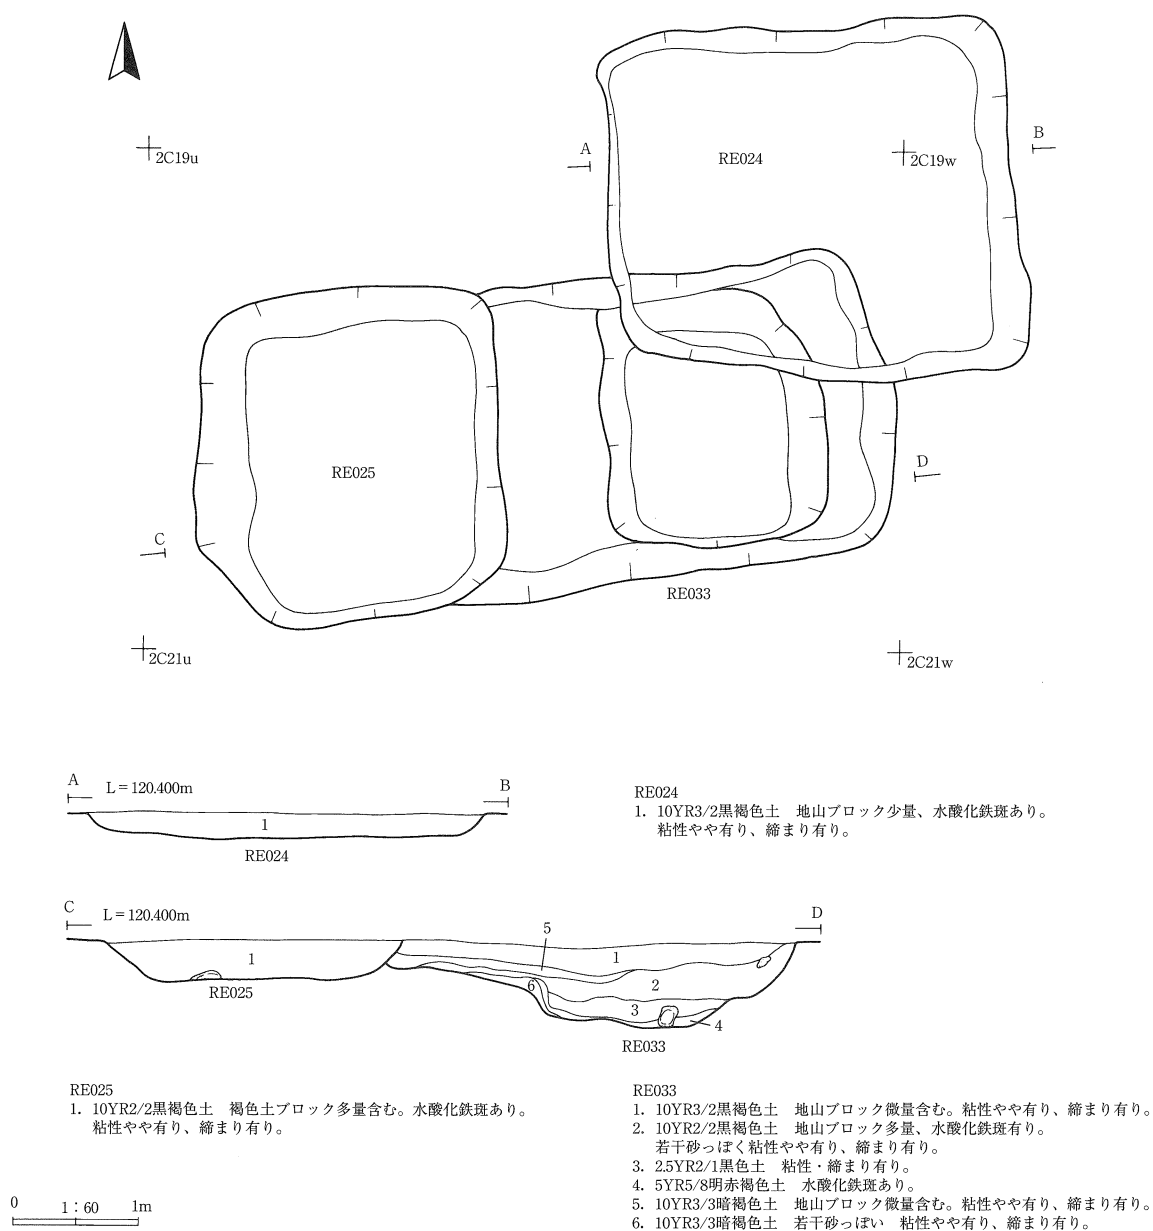 2C19u
A
RE024
2C19w
B
RE025
D
C
RE033
2C21u
2C21w
A
L＝120.400m
B
1
RE024
RE024
1. 10YR3/2黒褐色土　地山ブロック少量、水酸化鉄斑あり。
粘性やや有り、締まり有り。
C
L＝120.400m
D
5
1
1
2
6
3
4
RE025
RE033
RE025
1. 10YR2/2黒褐色土　褐色土ブロック多量含む。水酸化鉄斑あり。
粘性やや有り、締まり有り。
RE033
1. 10YR3/2黒褐色土　地山ブロック微量含む。粘性やや有り、締まり有り。
2. 10YR2/2黒褐色土　地山ブロック多量、水酸化鉄斑有り。
若干砂っぽく粘性やや有り、締まり有り。
3. 2.5YR2/1黒色土　粘性・締まり有り。
4. 5YR5/8明赤褐色土　水酸化鉄斑あり。
5. 10YR3/3暗褐色土　地山ブロック微量含む。粘性やや有り、締まり有り。
6. 10YR3/3暗褐色土　若干砂っぽい　粘性やや有り、締まり有り。
0　1：60　1m